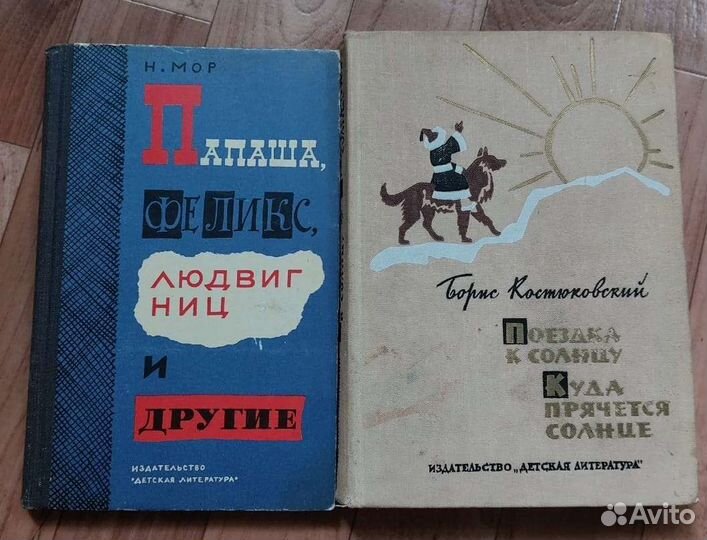 Н. МОР
ПАПАША,
ФЕЛИКС,
ЛЮДВИГ
НИЦ
И
ДРУГИЕ
ИЗДАТЕЛЬСТВО
"ДЕТСКАЯ ЛИТЕРАТУРА"
Борис Костюковский
ПОЕЗДКА
К СОЛНЦУ
КУДА
ПРЯЧЕТСЯ
СОЛНЦЕ
ИЗДАТЕЛЬСТВО „ДЕТСКАЯ ЛИТЕРАТУРА"
Avito